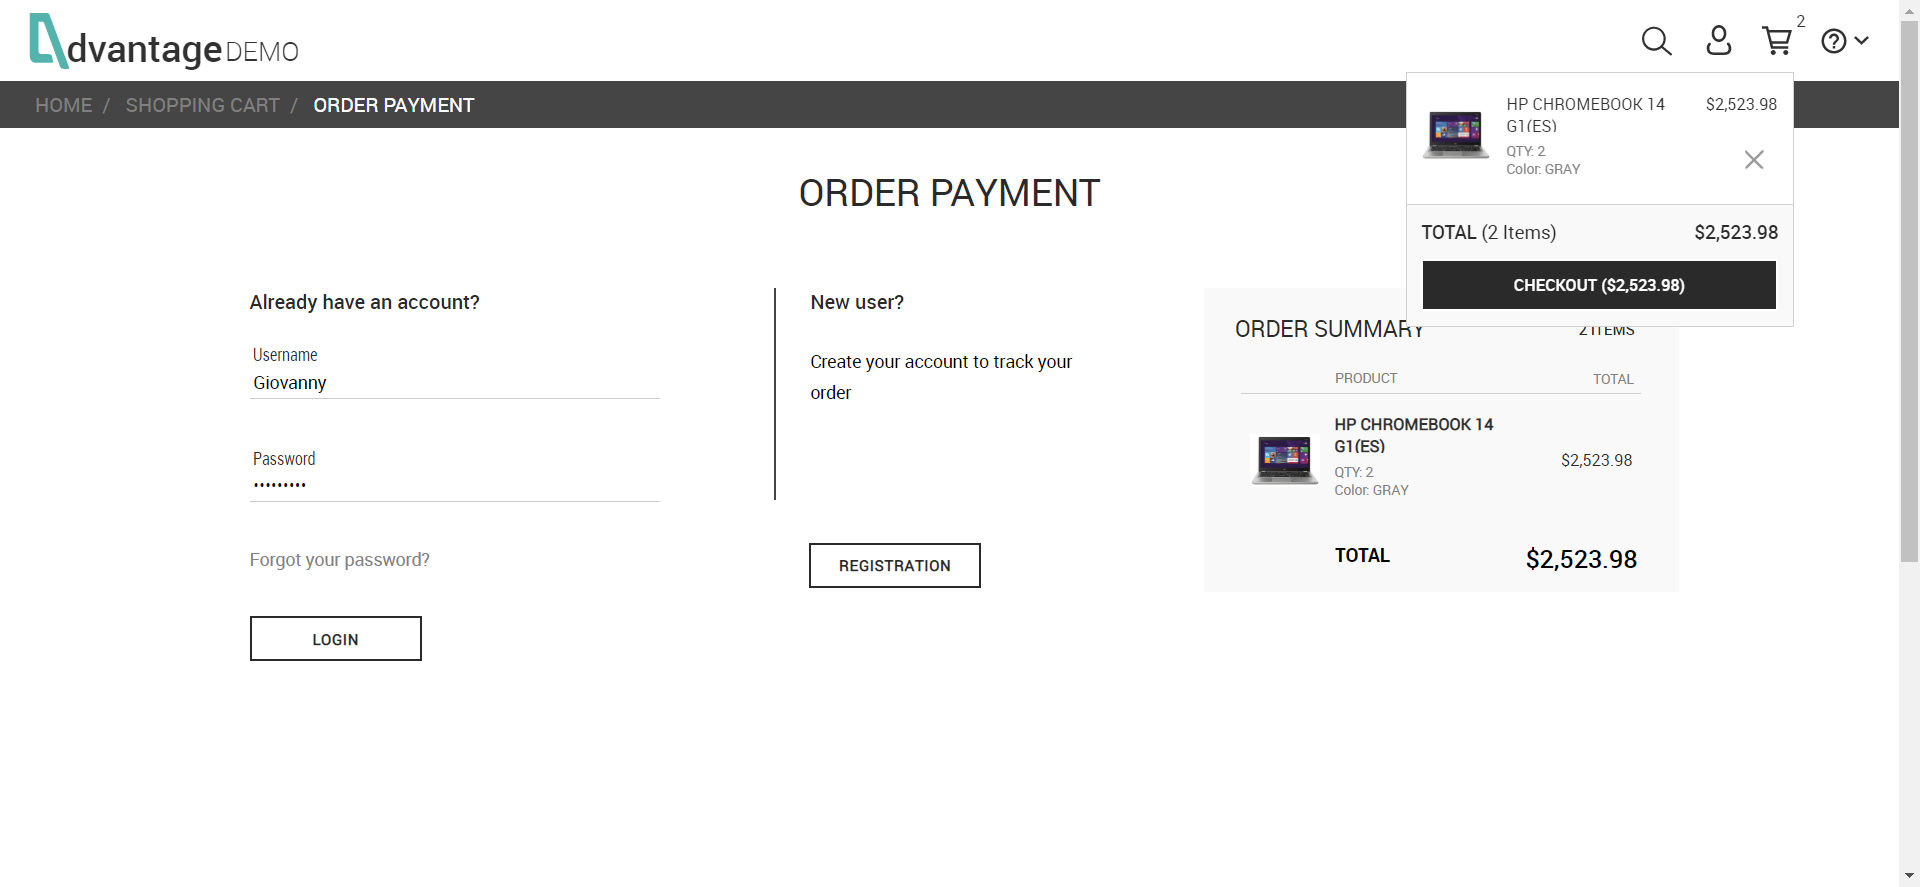 dvantage DEMO
2
HOME / SHOPPING CART / ORDER PAYMENT
HP CHROMEBOOK 14 $2,523.98
G1(ES)
QTY: 2
Color: GRAY
TOTAL (2 Items) $2,523.98
CHECKOUT ($2,523.98)
ORDER PAYMENT
Already have an account?
Username
Giovanny
Password
•••••••••
Forgot your password?
LOGIN
New user?
Create your account to track your
order
REGISTRATION
ORDER SUMMARY 2 ITEMS
PRODUCT TOTAL
HP CHROMEBOOK 14
G1(ES)
$2,523.98
QTY: 2
Color: GRAY
TOTAL $2,523.98